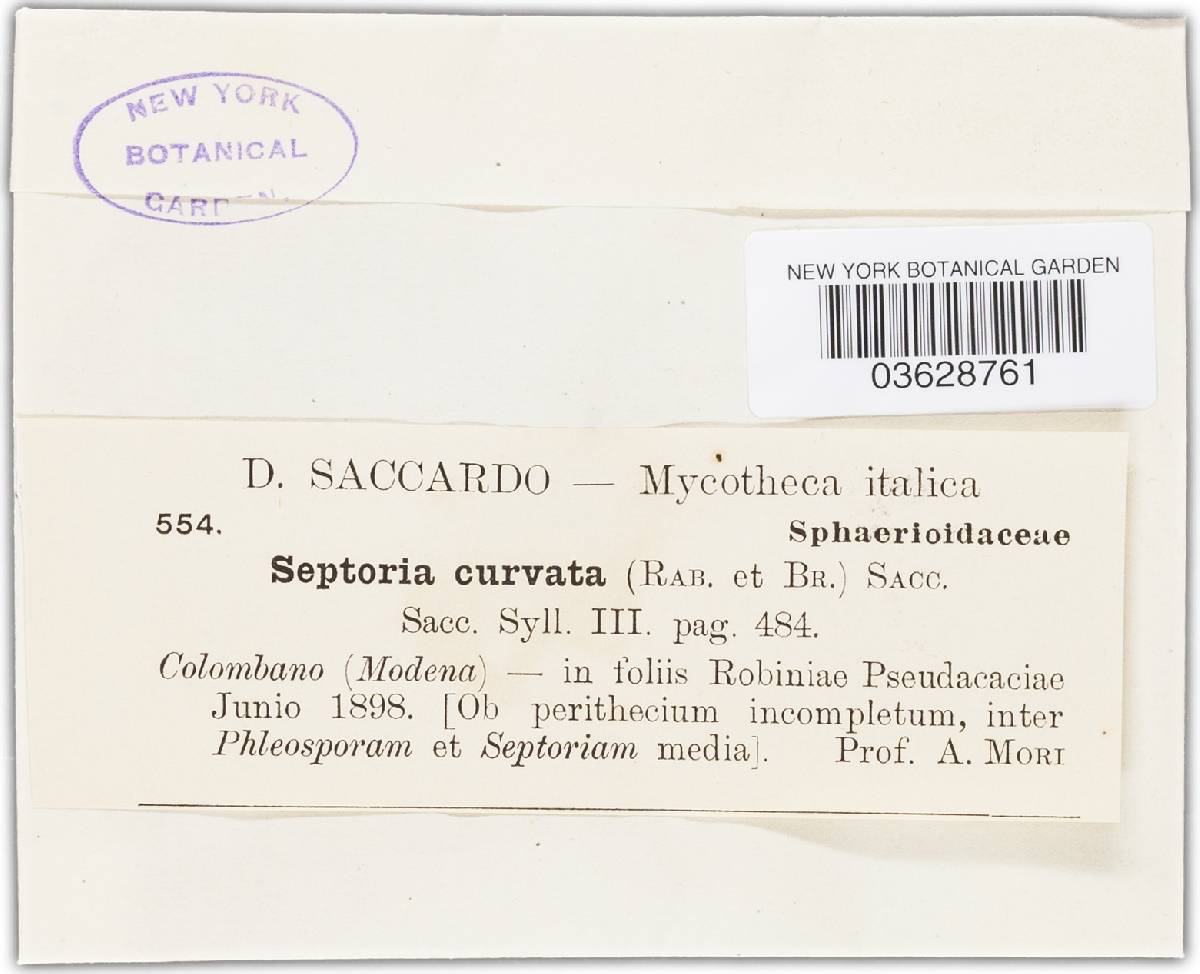 NEW YORK
BOTANICAL
NEW YORK BOTANICAL GARDEN
03628761
D. SACCARDO — Mycotheca italica
554.
Sphaerioidaceae
Septoria curvata (RAB. et BR.) SACC.
Sacc. Syll. III. pag. 484.
Colombano (Modena) — in foliis Robiniae Pseudacaciae
Junio 1898. [Ob perithecium incompletum, inter
Phleosporam et Septoriam media]. Prof. A. MORI